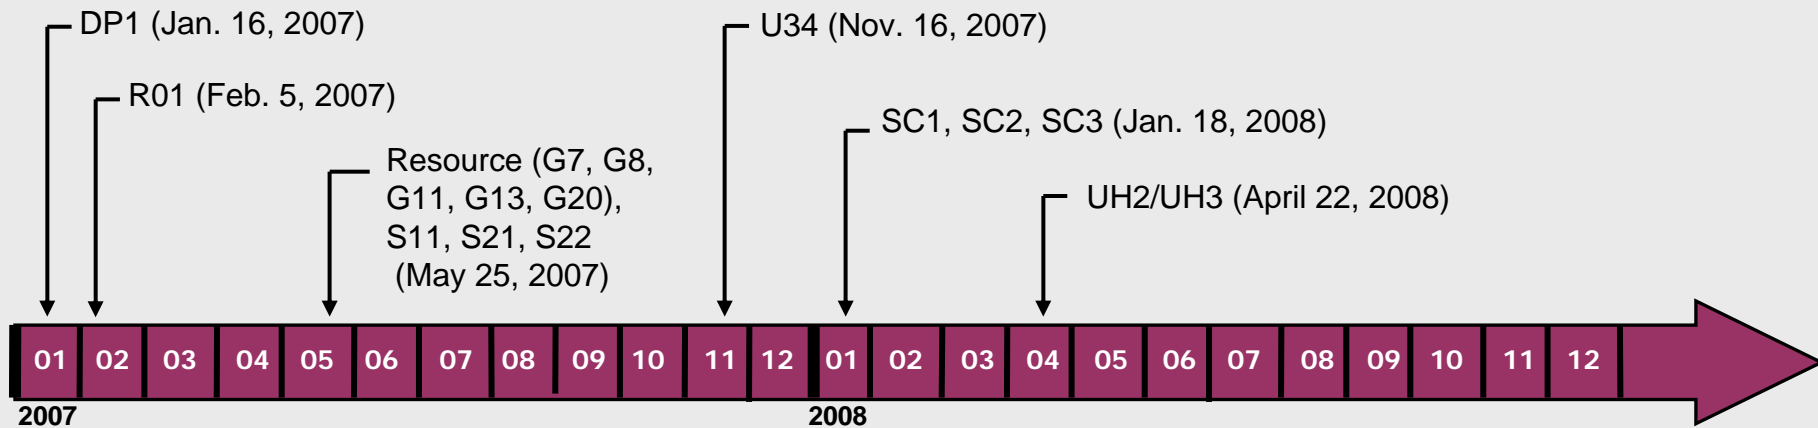 DP1 (Jan. 16, 2007)
U34 (Nov. 16, 2007)
R01 (Feb. 5, 2007)
SC1, SC2, SC3 (Jan. 18, 2008)
Resource (G7, G8,
G11, G13, G20),
S11, S21, S22
(May 25, 2007)
UH2/UH3 (April 22, 2008)
01 02 03 04 05 06 07 08 09 10 11 12 01 02 03 04 05 06 07 08 09 10 11 12
2007 2008